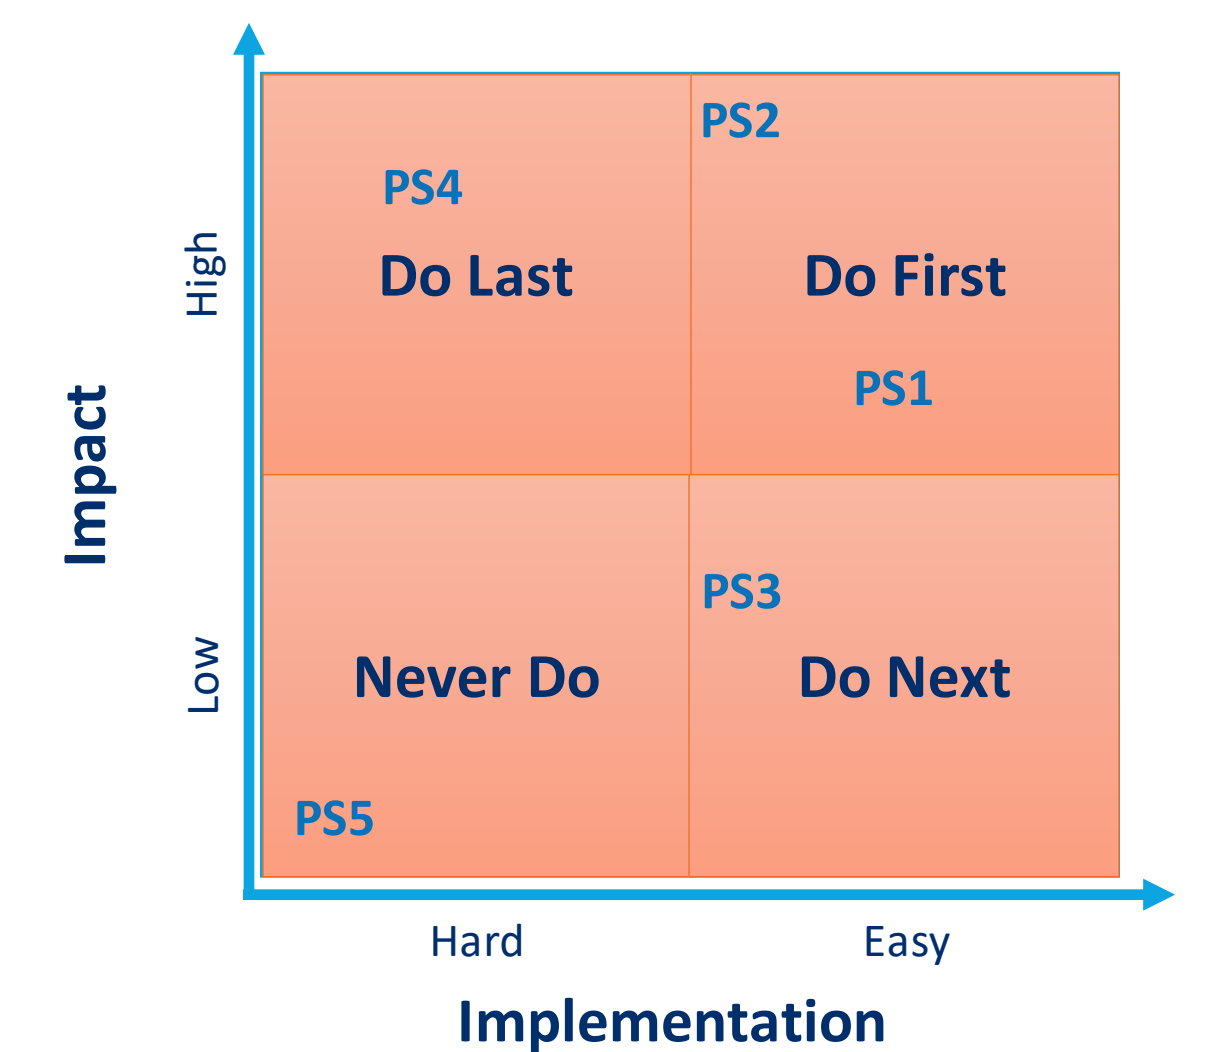 PS2
PS4
Do Last
Do First
High
PS1
Impact
PS3
Never Do
Do Next
Low
PS5
Hard
Easy
Implementation